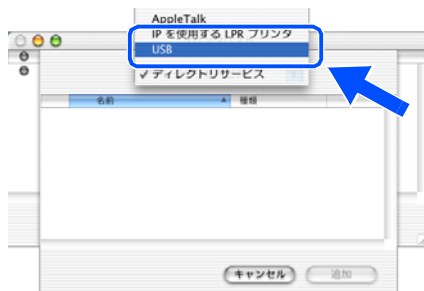 AppleTalk
IP を使用する LPR プリンタ
USB
✓ ディレクトリサービス
名前
種類
キャンセル
追加